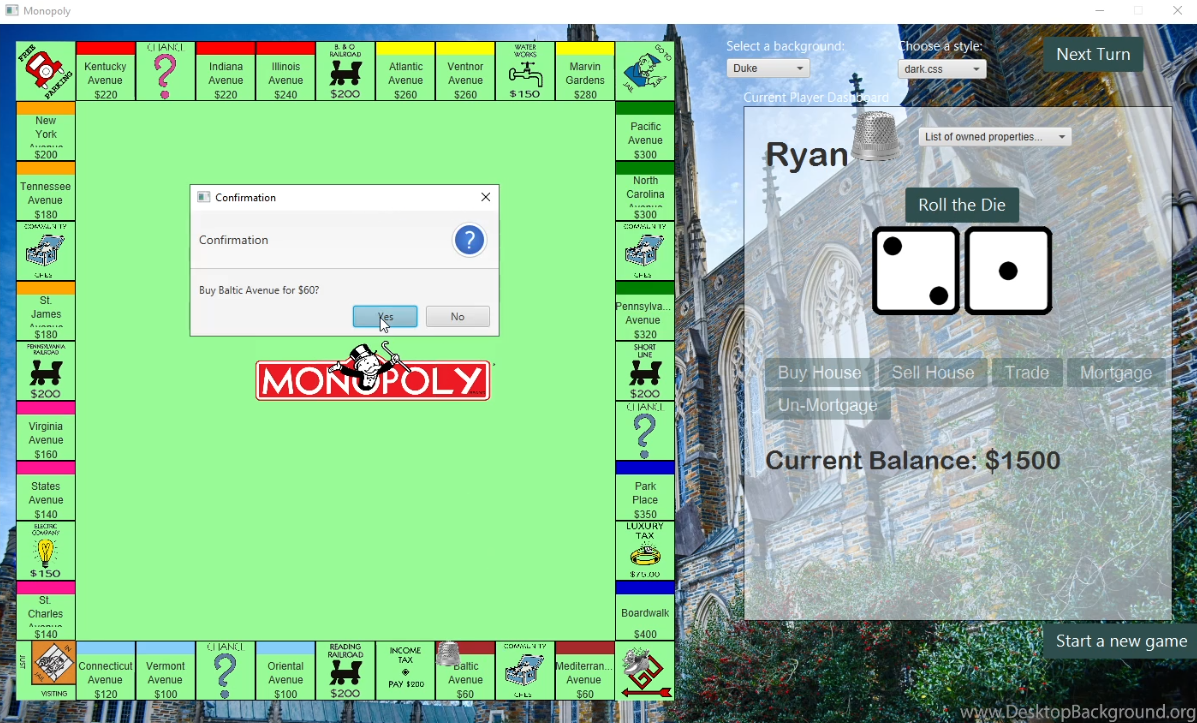 Monopoly
Select a background:
Choose a style:
Next Turn
Duke
dark.css
Current Player Dashboard
FREE
PARKING
Kentucky
Avenue
$220
CHANCE
?
Indiana
Avenue
$220
Illinois
Avenue
$240
B. & O
RAILROAD
$200
Atlantic
Avenue
$260
Ventnor
Avenue
$260
WATER
WORKS
$150
Marvin
Gardens
$280
GO TO
JAIL
New
York
Avenue
$200
Pacific
Avenue
$300
Ryan
List of owned properties...
Tennessee
Avenue
$180
North
Carolina
Avenue
$300
Roll the Die
Confirmation
Confirmation
?
Buy Baltic Avenue for $60?
Yes
No
COMMUNITY
CHES
COMMUNITY
CHES
St.
James
Avenue
$180
Pennsylva...
Avenue
$320
PENNSYLVANIA
RAILROAD
$200
MONOPOLY
SHORT
LINE
$200
Buy House
Sell House
Trade
Mortgage
Un-Mortgage
Virginia
Avenue
$160
CHANCE
?
Current Balance: $1500
States
Avenue
$140
Park
Place
$350
ELECTRIC
COMPANY
$150
LUXURY
TAX
$75.00
St.
Charles
Avenue
$140
Boardwalk
$400
Start a new game
JUST
VISITING
Connecticut
Avenue
$120
Vermont
Avenue
$100
CHANCE
?
Oriental
Avenue
$100
READING
RAILROAD
$200
INCOME
TAX
PAY $200
Baltic
Avenue
$60
COMMUNITY
CHES
Mediterran...
Avenue
$60
GO
www.DesktopBackground.org